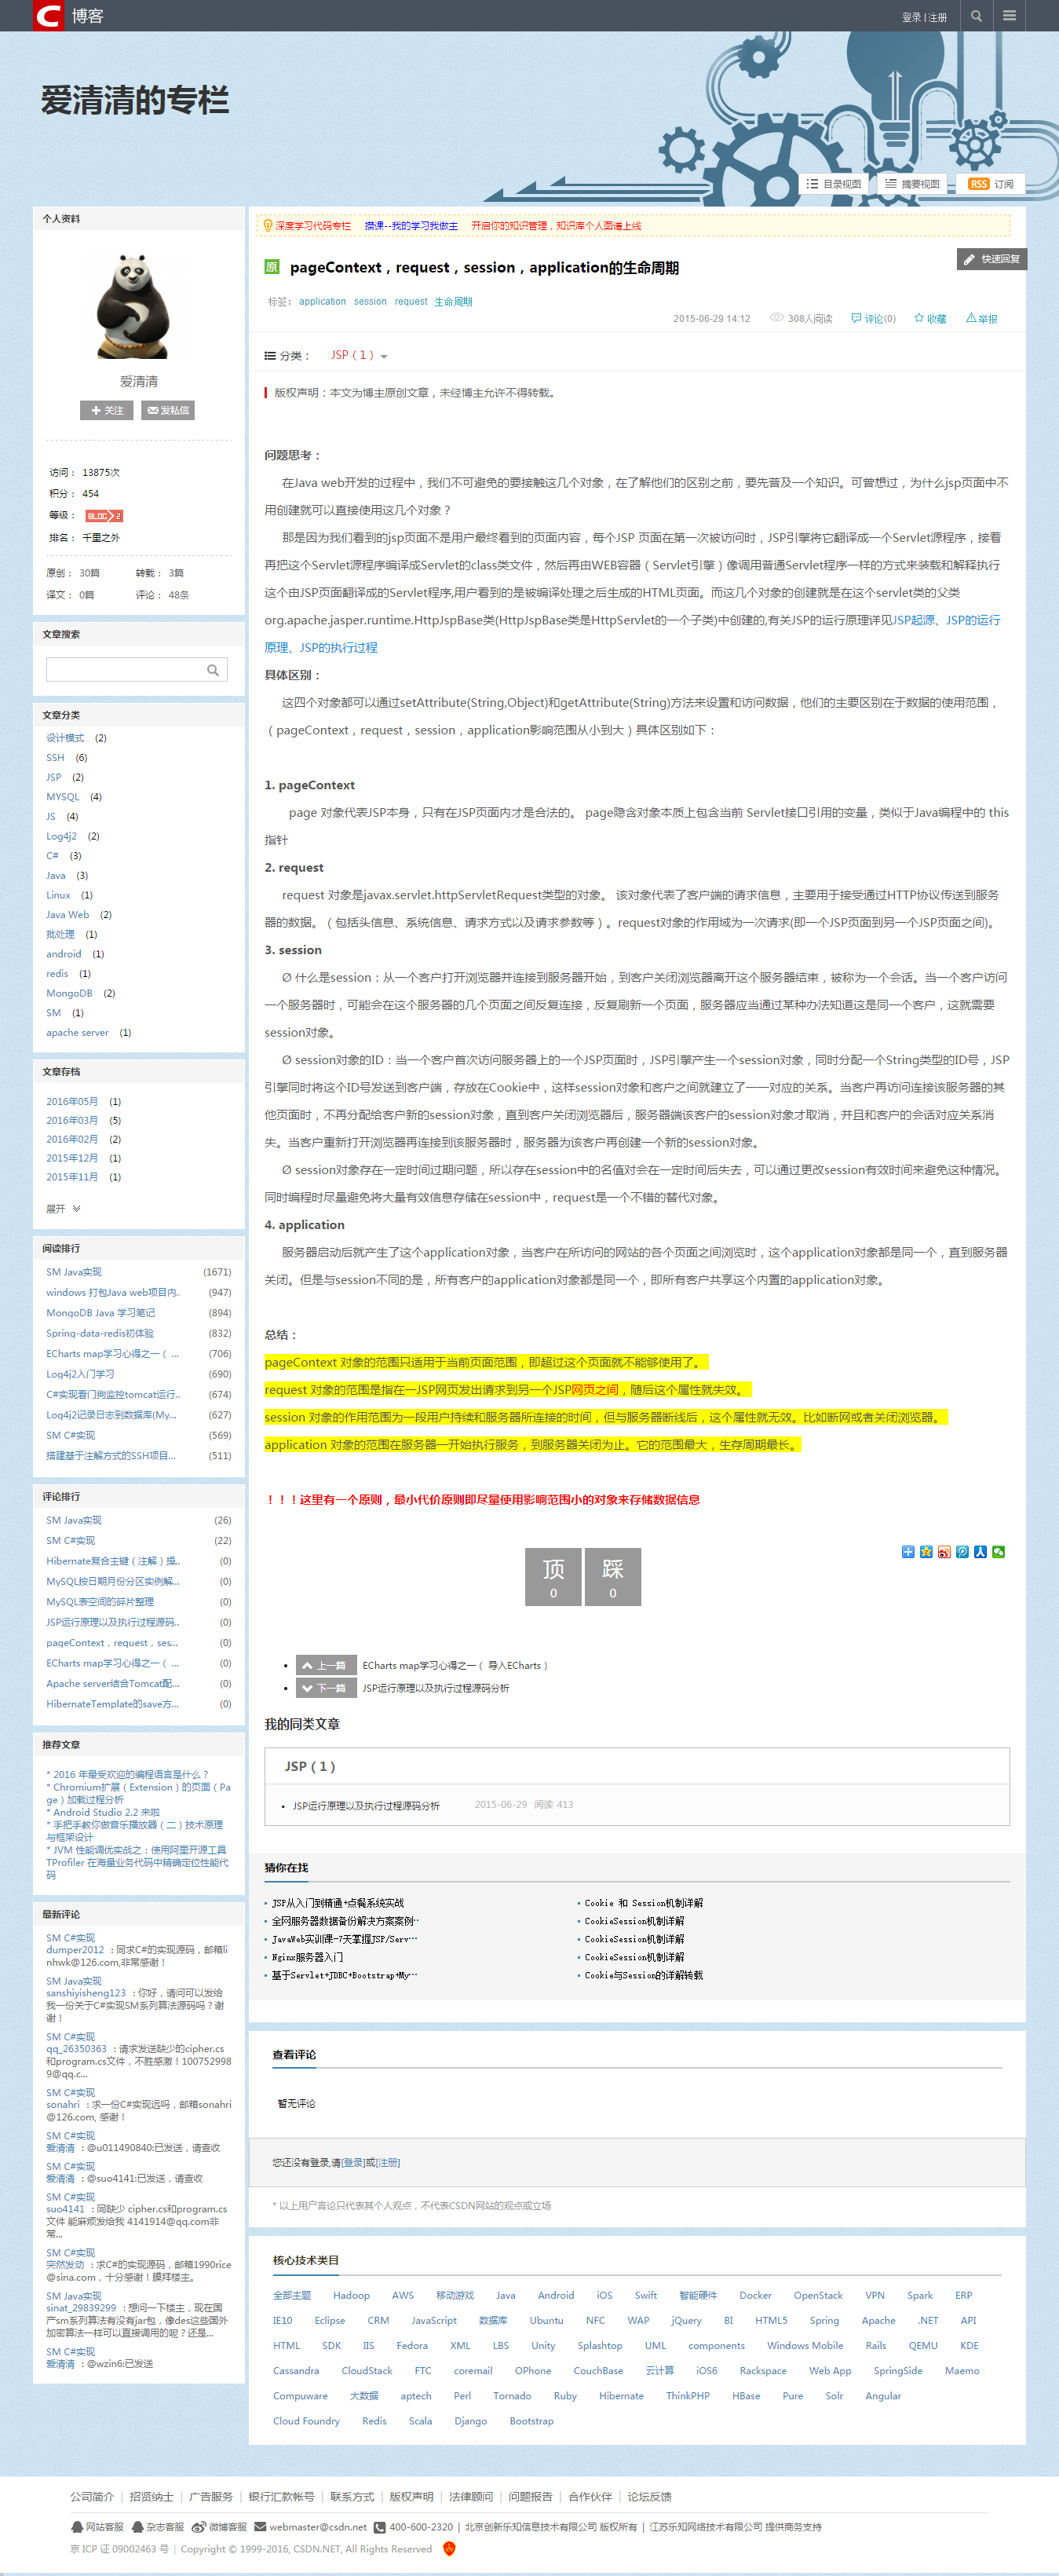 C 博客
登录 | 注册
爱清清的专栏
目录视图
摘要视图
RSS 订阅
个人资料
爱清清
关注 发私信
访问： 13875次
积分： 454
等级： BLOG 2
排名： 千里之外
原创： 30篇 转载： 3篇
译文： 0篇 评论： 48条
文章搜索
文章分类
设计模式 (2)
SSH (6)
JSP (2)
MYSQL (4)
JS (4)
Log4j2 (2)
C# (3)
Java (3)
Linux (1)
Java Web (2)
批处理 (1)
android (1)
redis (1)
MongoDB (2)
SM (1)
apache server (1)
文章存档
2016年05月 (1)
2016年03月 (5)
2016年02月 (2)
2015年12月 (1)
2015年11月 (1)
展开
阅读排行
SM Java实现 (1671)
windows 打包Java web项目内.. (947)
MongoDB Java 学习笔记 (894)
Spring-data-redis初体验 (832)
ECharts map学习心得之一（ ... (706)
Log4j2入门学习 (690)
C#实现看门狗监控tomcat运行.. (674)
Log4j2记录日志到数据库(My... (627)
SM C#实现 (569)
搭建基于注解方式的SSH项目... (511)
评论排行
SM Java实现 (26)
SM C#实现 (22)
Hibernate复合主键（注解）操.. (0)
MySQL按日期月份分区实例解... (0)
MySQL表空间的碎片整理 (0)
JSP运行原理以及执行过程源码.. (0)
pageContext，request，ses... (0)
ECharts map学习心得之一（ ... (0)
Apache server结合Tomcat配... (0)
HibernateTemplate的save方... (0)
推荐文章
* 2016 年最受欢迎的编程语言是什么？
* Chromium扩展（Extension）的页面（Pa
ge）加载过程分析
* Android Studio 2.2 来啦
* 手把手教你做音乐播放器（二）技术原理
与框架设计
* JVM 性能调优实战之：使用阿里开源工具
TProfiler 在海量业务代码中精确定位性能代
码
最新评论
SM C#实现
dumper2012 ：同求C#的实现源码，邮箱li
nhwk@126.com,非常感谢！
SM Java实现
sanshiyisheng123 ：你好，请问可以发给
我一份关于C#实现SM系列算法源码吗？谢
谢！
SM C#实现
qq_26350363 ：请求发送缺少的cipher.cs
和program.cs文件，不胜感激！100752998
9@qq.c...
SM C#实现
sonahri ：求一份C#实现远吗，邮箱sonahri
@126.com, 感谢！
SM C#实现
爱清清 ：@u011490840:已发送，请查收
SM C#实现
爱清清 ：@suo4141:已发送，请查收
SM C#实现
suo4141 ：同缺少 cipher.cs和program.cs
文件 能麻烦发给我 4141914@qq.com非
常...
SM C#实现
突然发动 ：求C#的实现源码，邮箱1990rice
@sina.com，十分感谢！膜拜楼主。
SM Java实现
sinat_29839299 ：想问一下楼主，现在国
产sm系列算法有没有jar包，像des这些国外
加密算法一样可以直接调用的呢？还是...
SM C#实现
爱清清 ：@wzin6:已发送
深度学习代码专栏 攒课--我的学习我做主 开启你的知识管理，知识库个人图谱上线
原 pageContext，request，session，application的生命周期
快速回复
标签： application session request 生命周期
2015-06-29 14:12 308人阅读 评论(0) 收藏 举报
分类： JSP（1）
版权声明：本文为博主原创文章，未经博主允许不得转载。
问题思考：
在Java web开发的过程中，我们不可避免的要接触这几个对象，在了解他们的区别之前，要先普及一个知识。可曾想过，为什么jsp页面中不
用创建就可以直接使用这几个对象？
那是因为我们看到的jsp页面不是用户最终看到的页面内容，每个JSP 页面在第一次被访问时，JSP引擎将它翻译成一个Servlet源程序，接着
再把这个Servlet源程序编译成Servlet的class类文件，然后再由WEB容器（Servlet引擎）像调用普通Servlet程序一样的方式来装载和解释执行
这个由JSP页面翻译成的Servlet程序,用户看到的是被编译处理之后生成的HTML页面。而这几个对象的创建就是在这个servlet类的父类
org.apache.jasper.runtime.HttpJspBase类(HttpJspBase类是HttpServlet的一个子类)中创建的,有关JSP的运行原理详见JSP起源、JSP的运行
原理、JSP的执行过程
具体区别：
这四个对象都可以通过setAttribute(String,Object)和getAttribute(String)方法来设置和访问数据，他们的主要区别在于数据的使用范围，
（pageContext，request，session，application影响范围从小到大）具体区别如下：
1. pageContext
page 对象代表JSP本身，只有在JSP页面内才是合法的。 page隐含对象本质上包含当前 Servlet接口引用的变量，类似于Java编程中的 this
指针
2. request
request 对象是javax.servlet.httpServletRequest类型的对象。 该对象代表了客户端的请求信息，主要用于接受通过HTTP协议传送到服务
器的数据。（包括头信息、系统信息、请求方式以及请求参数等）。request对象的作用域为一次请求(即一个JSP页面到另一个JSP页面之间)。
3. session
Ø 什么是session：从一个客户打开浏览器并连接到服务器开始，到客户关闭浏览器离开这个服务器结束，被称为一个会话。当一个客户访问
一个服务器时，可能会在这个服务器的几个页面之间反复连接，反复刷新一个页面，服务器应当通过某种办法知道这是同一个客户，这就需要
session对象。
Ø session对象的ID：当一个客户首次访问服务器上的一个JSP页面时，JSP引擎产生一个session对象，同时分配一个String类型的ID号，JSP
引擎同时将这个ID号发送到客户端，存放在Cookie中，这样session对象和客户之间就建立了一一对应的关系。当客户再访问连接该服务器的其
他页面时，不再分配给客户新的session对象，直到客户关闭浏览器后，服务器端该客户的session对象才取消，并且和客户的会话对应关系消
失。当客户重新打开浏览器再连接到该服务器时，服务器为该客户再创建一个新的session对象。
Ø session对象存在一定时间过期问题，所以存在session中的名值对会在一定时间后失去，可以通过更改session有效时间来避免这种情况。
同时编程时尽量避免将大量有效信息存储在session中，request是一个不错的替代对象。
4. application
服务器启动后就产生了这个application对象，当客户在所访问的网站的各个页面之间浏览时，这个application对象都是同一个，直到服务器
关闭。但是与session不同的是，所有客户的application对象都是同一个，即所有客户共享这个内置的application对象。
总结：
pageContext 对象的范围只适用于当前页面范围，即超过这个页面就不能够使用了。
request 对象的范围是指在一JSP网页发出请求到另一个JSP网页之间，随后这个属性就失效。
session 对象的作用范围为一段用户持续和服务器所连接的时间，但与服务器断线后，这个属性就无效。比如断网或者关闭浏览器。
application 对象的范围在服务器一开始执行服务，到服务器关闭为止。它的范围最大，生存周期最长。
！！！这里有一个原则，最小代价原则即尽量使用影响范围小的对象来存储数据信息
顶 踩
0 0
上一篇 ECharts map学习心得之一（ 导入ECharts）
下一篇 JSP运行原理以及执行过程源码分析
我的同类文章
JSP（1）
JSP运行原理以及执行过程源码分析 2015-06-29 阅读 413
猜你在找
JSP从入门到精通+点餐系统实战 Cookie 和 Session机制详解
全网服务器数据备份解决方案案例… CookieSession机制详解
JavaWeb实训课-7天掌握JSP/Serv… CookieSession机制详解
Nginx服务器入门 CookieSession机制详解
基于Servlet+JDBC+Bootstrap+My… Cookie与Session的详解转载
查看评论
暂无评论
您还没有登录,请[登录]或[注册]
* 以上用户言论只代表其个人观点，不代表CSDN网站的观点或立场
核心技术类目
全部主题 Hadoop AWS 移动游戏 Java Android iOS Swift 智能硬件 Docker OpenStack VPN Spark ERP
IE10 Eclipse CRM JavaScript 数据库 Ubuntu NFC WAP jQuery BI HTML5 Spring Apache .NET API
HTML SDK IIS Fedora XML LBS Unity Splashtop UML components Windows Mobile Rails QEMU KDE
Cassandra CloudStack FTC coremail OPhone CouchBase 云计算 iOS6 Rackspace Web App SpringSide Maemo
Compuware 大数据 aptech Perl Tornado Ruby Hibernate ThinkPHP HBase Pure Solr Angular
Cloud Foundry Redis Scala Django Bootstrap
公司简介 | 招贤纳士 | 广告服务 | 银行汇款帐号 | 联系方式 | 版权声明 | 法律顾问 | 问题报告 | 合作伙伴 | 论坛反馈
网站客服 杂志客服 微博客服 webmaster@csdn.net 400-600-2320 | 北京创新乐知信息技术有限公司 版权所有 | 江苏乐知网络技术有限公司 提供商务支持
京 ICP 证 09002463 号 | Copyright © 1999-2016, CSDN.NET, All Rights Reserved